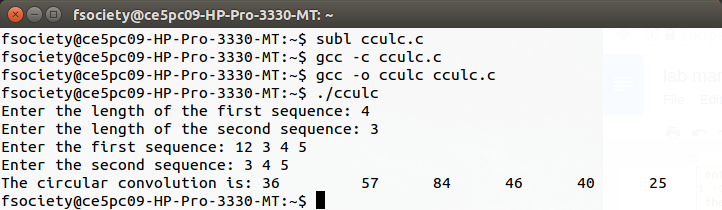 fsociety@ce5pc09-HP-Pro-3330-MT: ~
fsociety@ce5pc09-HP-Pro-3330-MT:~$ subl cculc.c
fsociety@ce5pc09-HP-Pro-3330-MT:~$ gcc -c cculc.c
fsociety@ce5pc09-HP-Pro-3330-MT:~$ gcc -o cculc cculc.c
fsociety@ce5pc09-HP-Pro-3330-MT:~$ ./cculc
Enter the length of the first sequence: 4
Enter the length of the second sequence: 3
Enter the first sequence: 12 3 4 5
Enter the second sequence: 3 4 5
The circular convolution is: 36 57 84 46 40 25
fsociety@ce5pc09-HP-Pro-3330-MT:~$
lab man
File Edi